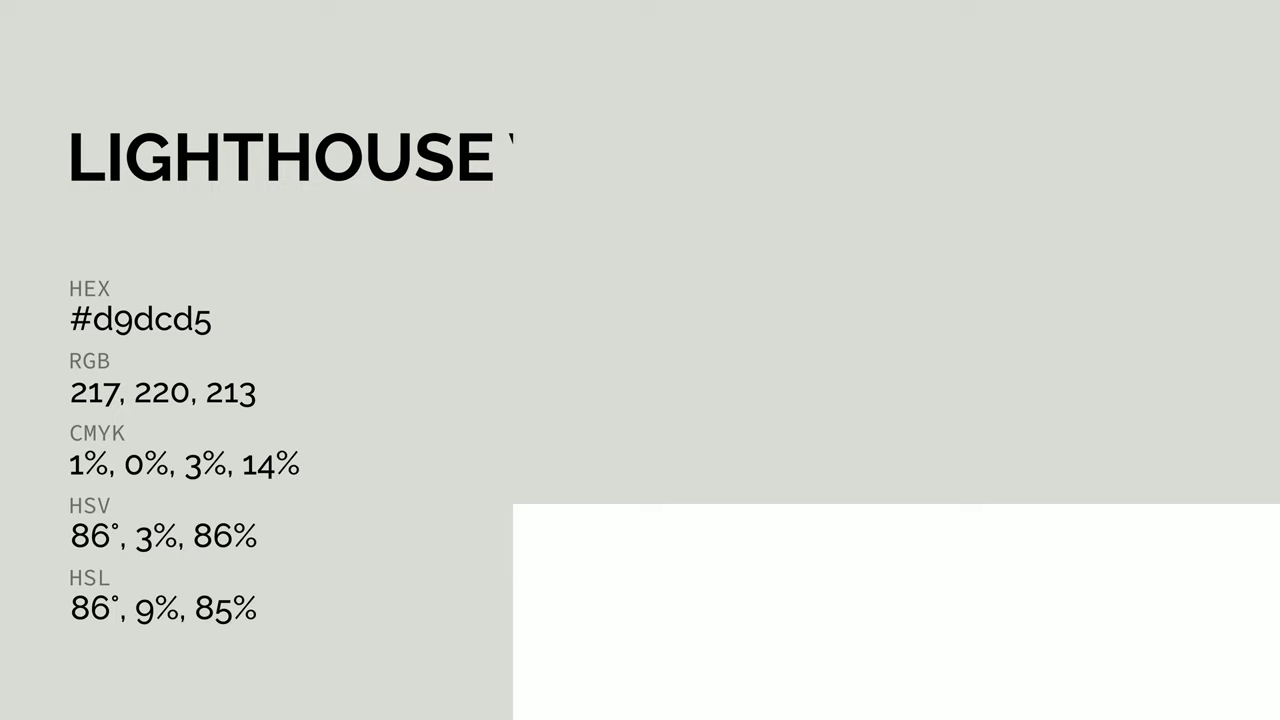 LIGHTHOUSE
HEX
#d9dcd5
RGB
217, 220, 213
CMYK
1%, 0%, 3%, 14%
HSV
86°, 3%, 86%
HSL
86°, 9%, 85%